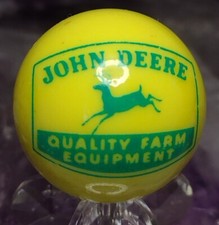 JOHN DEERE
QUALITY FARM
EQUIPMENT